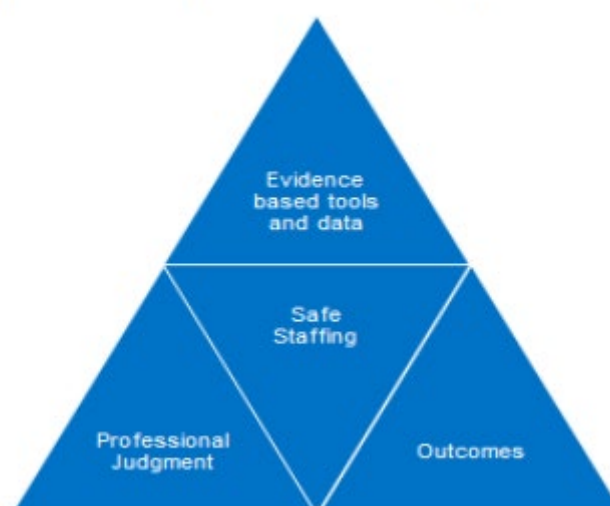 Evidence
based tools
and data
Safe
Staffing
Professional
Judgment
Outcomes